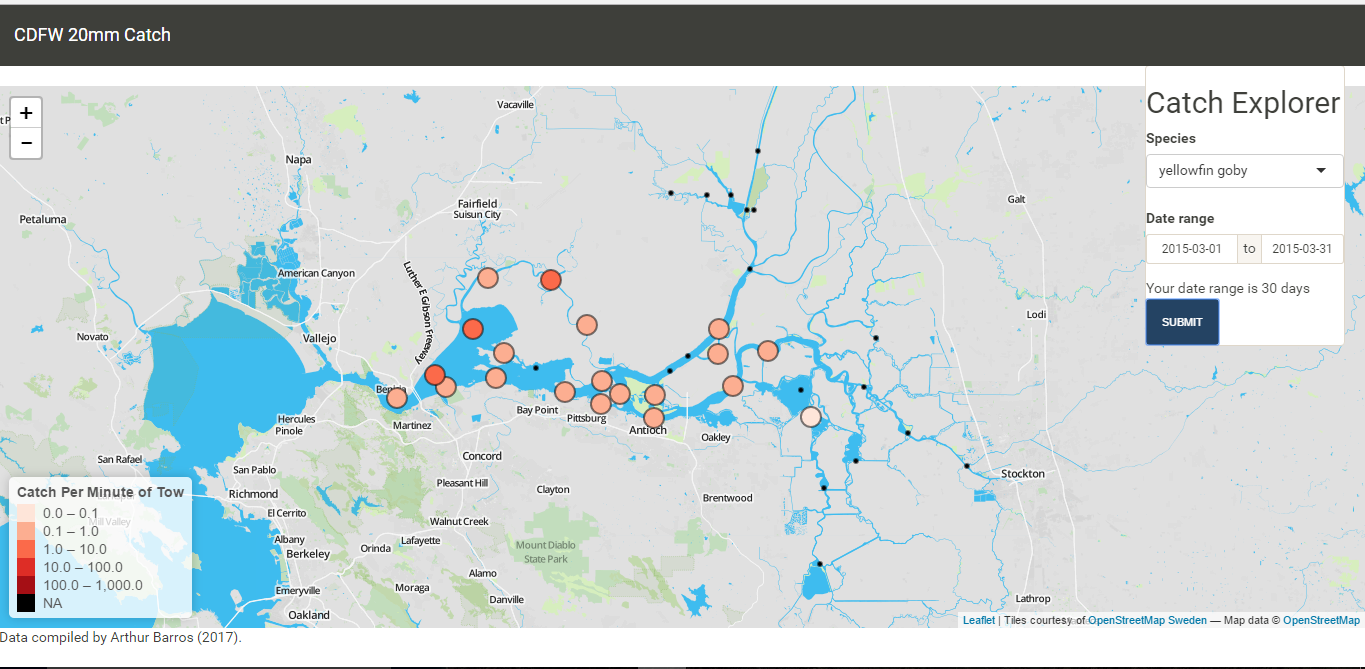 CDFW 20mm Catch
+
−
Catch Explorer
Species
yellowfin goby
Date range
2015-03-01 to 2015-03-31
Your date range is 30 days
SUBMIT
Vacaville
Napa
Galt
Fairfield
Suisun City
Petaluma
American Canyon
Luther E Gibson Freeway
Lodi
Novato
Vallejo
Benicia
Bay Point
Pittsburg
Hercules
Pinole
Martinez
Antioch
Oakley
San Rafael
Concord
San Pablo
Stockton
Pleasant Hill
Clayton
Richmond
Brentwood
El Cerrito
Walnut Creek
Albany
Lafayette
Orinda
Berkeley
Mount Diablo
State Park
Alamo
Moraga
Emeryville
Danville
Lathrop
Oakland
Catch Per Minute of Tow
0.0 – 0.1
Mill Valley
0.1 – 1.0
1.0 – 10.0
10.0 – 100.0
100.0 – 1,000.0
NA
Leaflet | Tiles courtesy of OpenStreetMap Sweden — Map data © OpenStreetMap
Data compiled by Arthur Barros (2017).